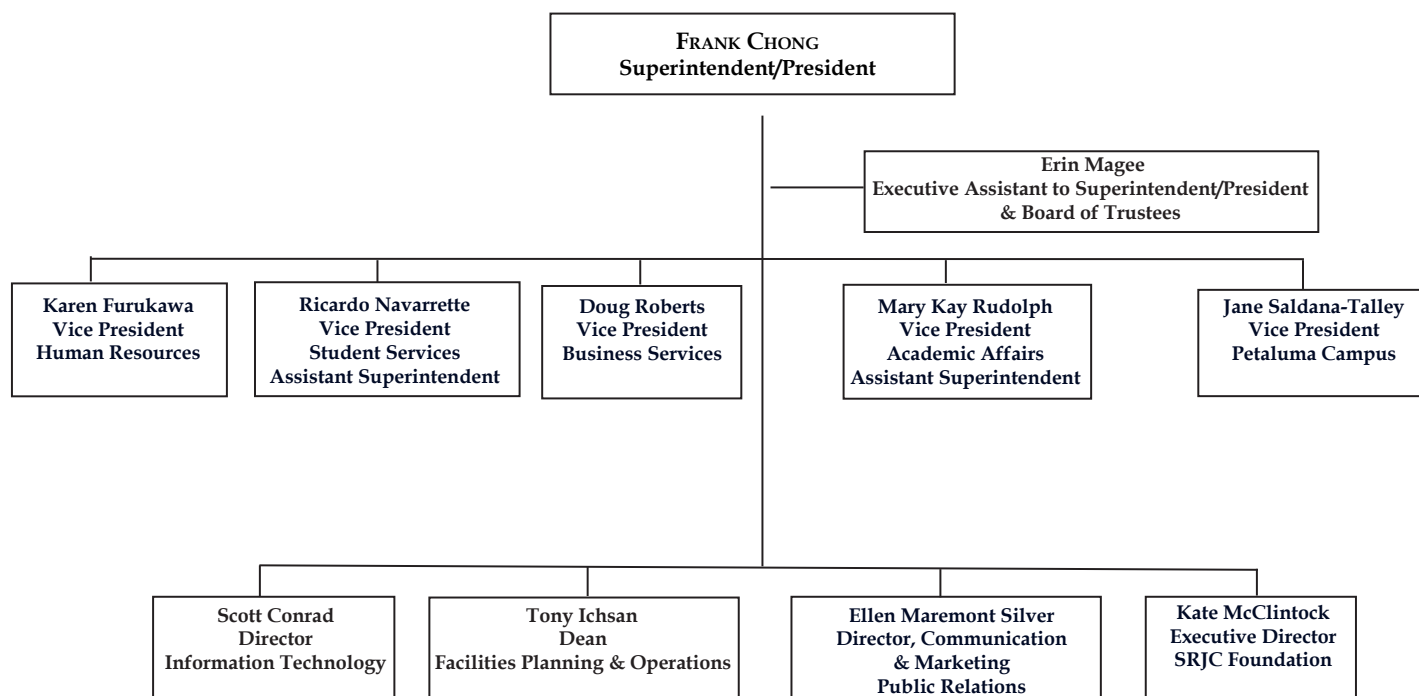 FRANK CHONG
Superintendent/President
Erin Magee
Executive Assistant to Superintendent/President
& Board of Trustees
Karen Furukawa
Vice President
Human Resources
Ricardo Navarrette
Vice President
Student Services
Assistant Superintendent
Doug Roberts
Vice President
Business Services
Mary Kay Rudolph
Vice President
Academic Affairs
Assistant Superintendent
Jane Saldana-Talley
Vice President
Petaluma Campus
Scott Conrad
Director
Information Technology
Tony Ichsan
Dean
Facilities Planning & Operations
Ellen Maremont Silver
Director, Communication
& Marketing
Public Relations
Kate McClintock
Executive Director
SRJC Foundation